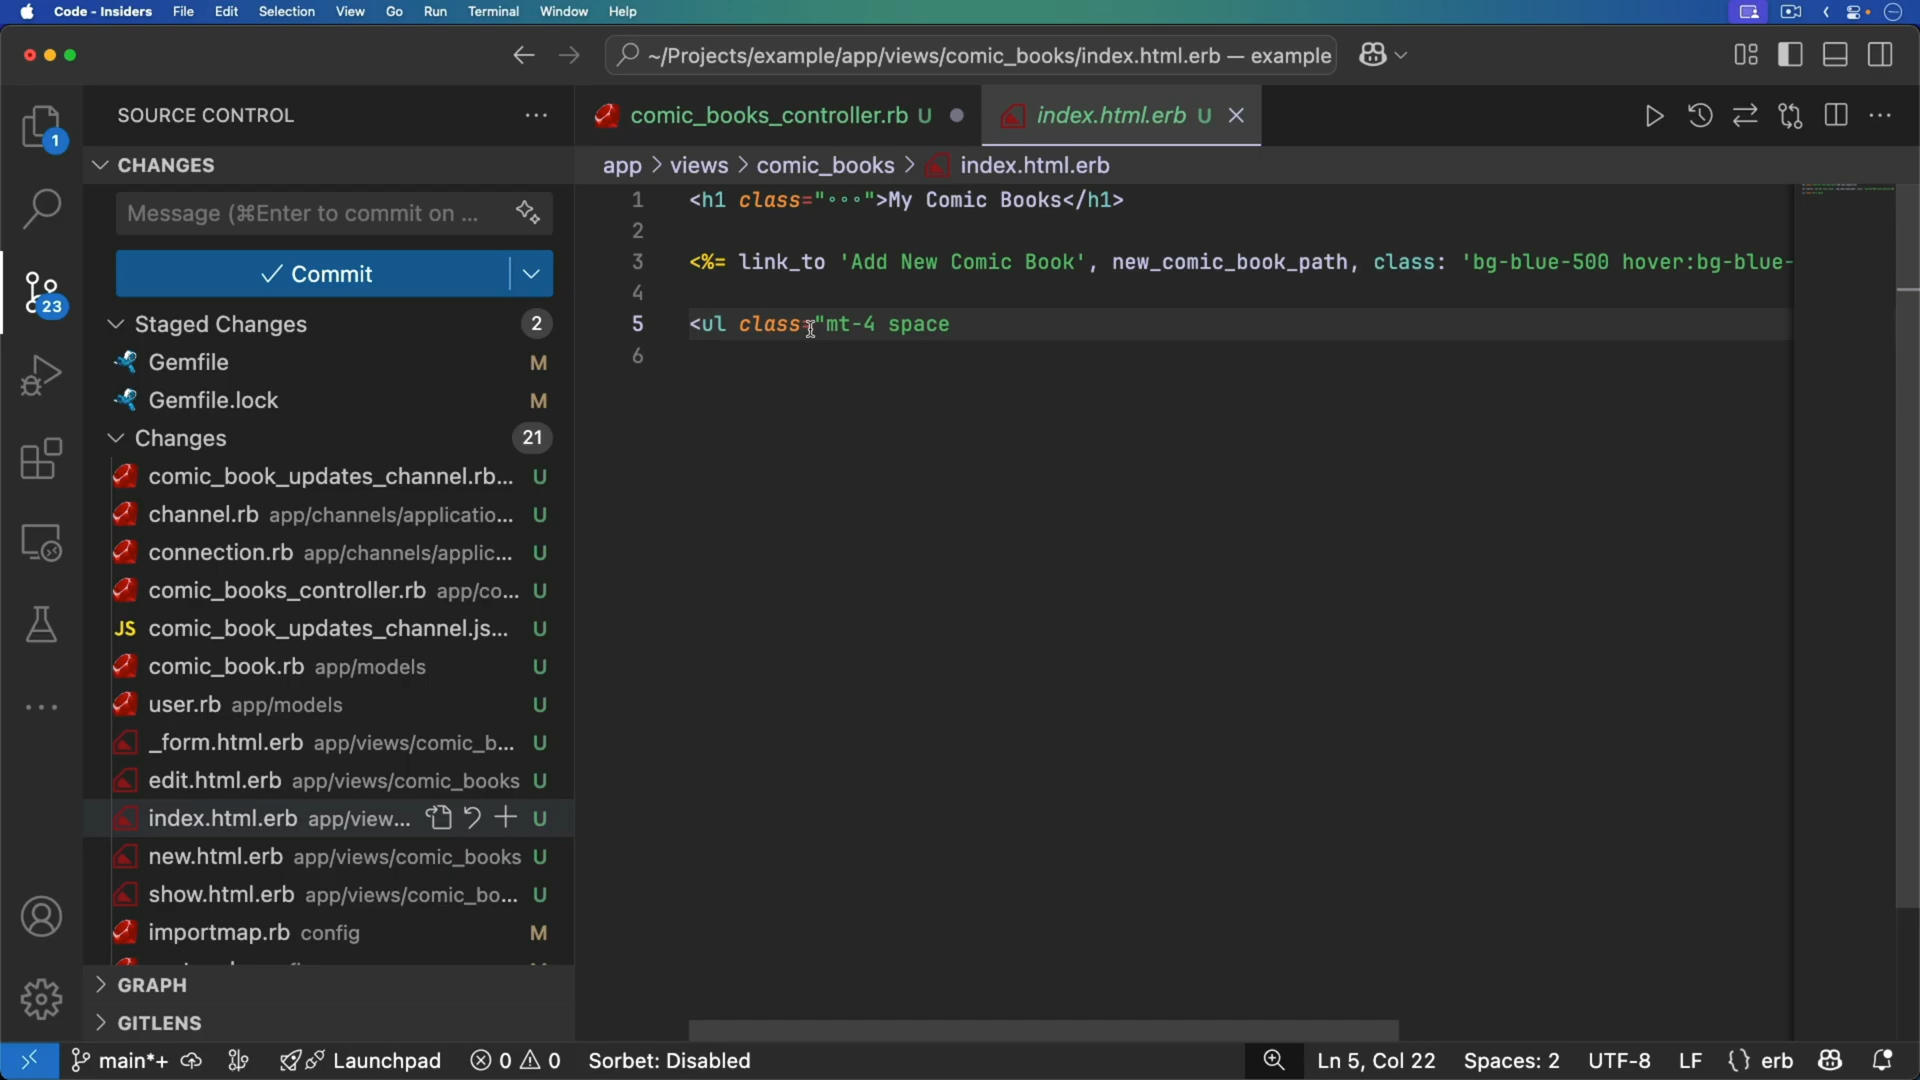 Code - Insiders File Edit Selection View Go Run Terminal Window Help
~/Projects/example/app/views/comic_books/index.html.erb — example
SOURCE CONTROL
comic_books_controller.rb U
index.html.erb U
1
CHANGES
app > views > comic_books > index.html.erb
Message (⌘Enter to commit on ...
Commit
23
Staged Changes 2
Gemfile M
Gemfile.lock M
Changes 21
comic_book_updates_channel.rb... U
channel.rb app/channels/applicatio... U
connection.rb app/channels/applic... U
comic_books_controller.rb app/co... U
JS comic_book_updates_channel.js... U
comic_book.rb app/models U
user.rb app/models U
_form.html.erb app/views/comic_b... U
edit.html.erb app/views/comic_books U
index.html.erb app/view... U
new.html.erb app/views/comic_books U
show.html.erb app/views/comic_bo... U
importmap.rb config M
GRAPH
GITLENS
1 <h1 class="∘∘∘">My Comic Books</h1>
2
3 <%= link_to 'Add New Comic Book', new_comic_book_path, class: 'bg-blue-500 hover:bg-blue-
4
5 <ul class="mt-4 space
6
main*+ Launchpad 0 0 Sorbet: Disabled Ln 5, Col 22 Spaces: 2 UTF-8 LF {} erb